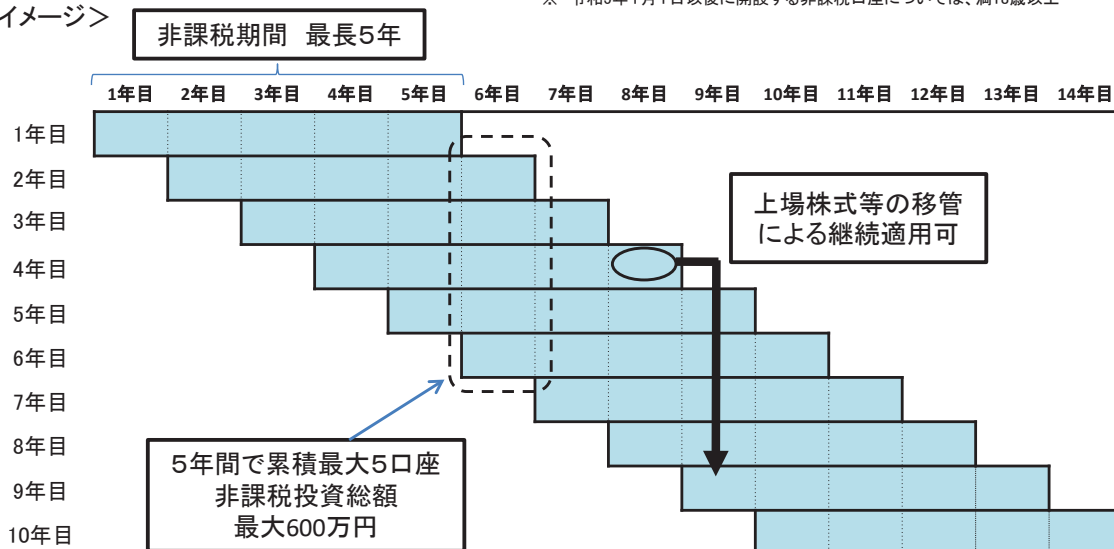 イメージ＞
非課税期間　最長５年
1年目 2年目 3年目 4年目 5年目 6年目 7年目 8年目 9年目 10年目 11年目 12年目 13年目 14年目
1年目
2年目
3年目
4年目
5年目
6年目
7年目
8年目
9年目
10年目
上場株式等の移管
による継続適用可
５年間で累積最大５口座
非課税投資総額
最大600万円